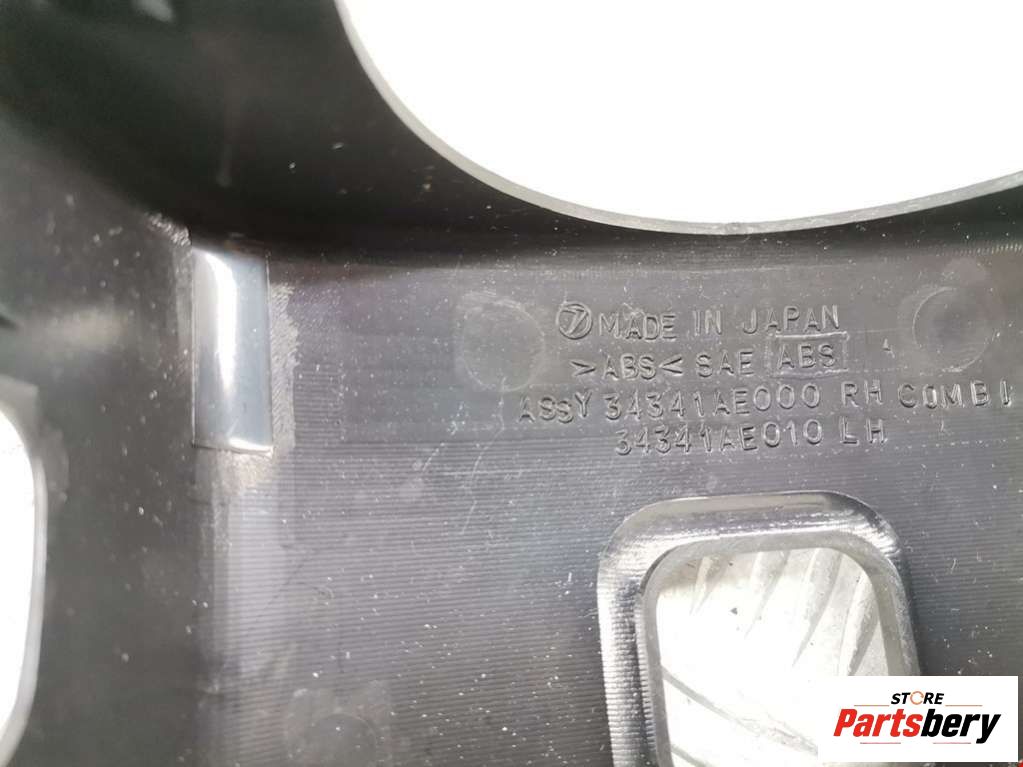 MADE IN JAPAN
>ABS< SAE ABS
ASSY 34341AE000 RH COMBI
34341AE010 LH
STORE
Partsbery